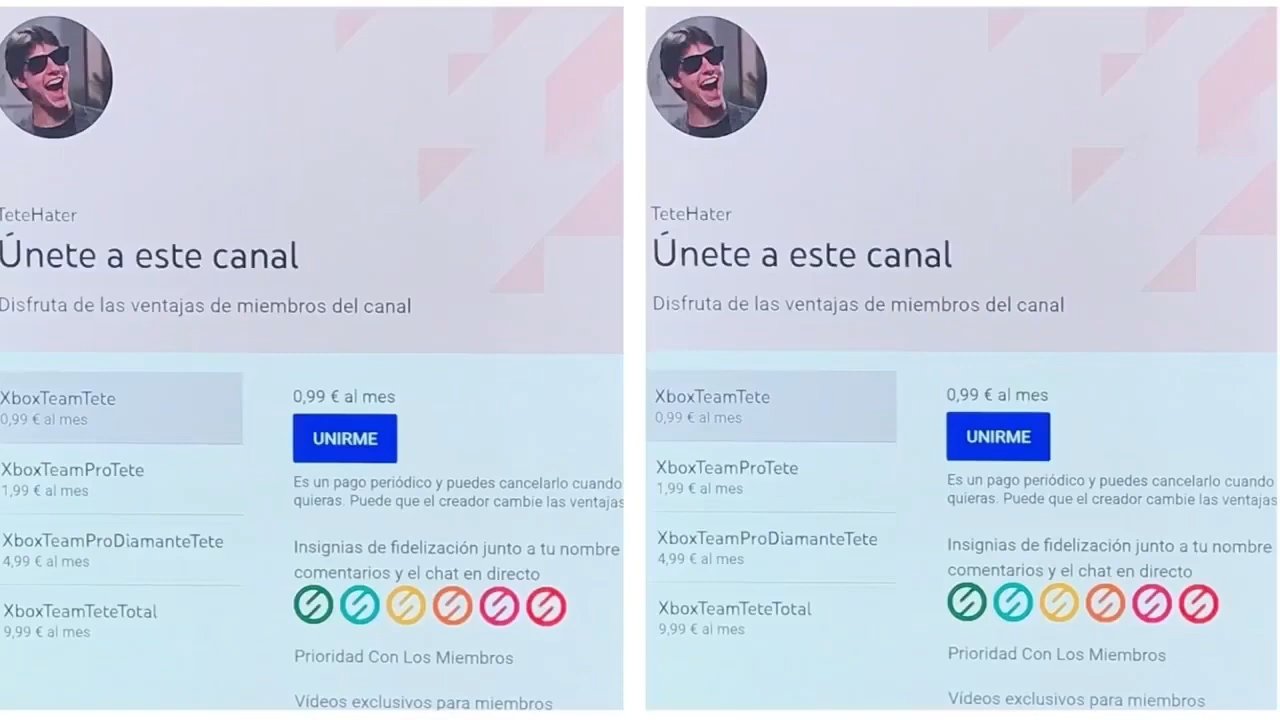 TeteHater
Únete a este canal
Disfruta de las ventajas de miembros del canal
XboxTeamTete
0,99 € al mes
XboxTeamProTete
1,99 € al mes
XboxTeamProDiamanteTete
4,99 € al mes
XboxTeamTeteTotal
9,99 € al mes
0,99 € al mes
UNIRME
Es un pago periódico y puedes cancelarlo cuando
quieras. Puede que el creador cambie las ventajas
Insignias de fidelización junto a tu nombre
comentarios y el chat en directo
Prioridad Con Los Miembros
Vídeos exclusivos para miembros
TeteHater
Únete a este canal
Disfruta de las ventajas de miembros del canal
XboxTeamTete
0,99 € al mes
XboxTeamProTete
1,99 € al mes
XboxTeamProDiamanteTete
4,99 € al mes
XboxTeamTeteTotal
9,99 € al mes
0,99 € al mes
UNIRME
Es un pago periódico y puedes cancelarlo cuando
quieras. Puede que el creador cambie las ventajas
Insignias de fidelización junto a tu nombre
comentarios y el chat en directo
Prioridad Con Los Miembros
Vídeos exclusivos para miembros